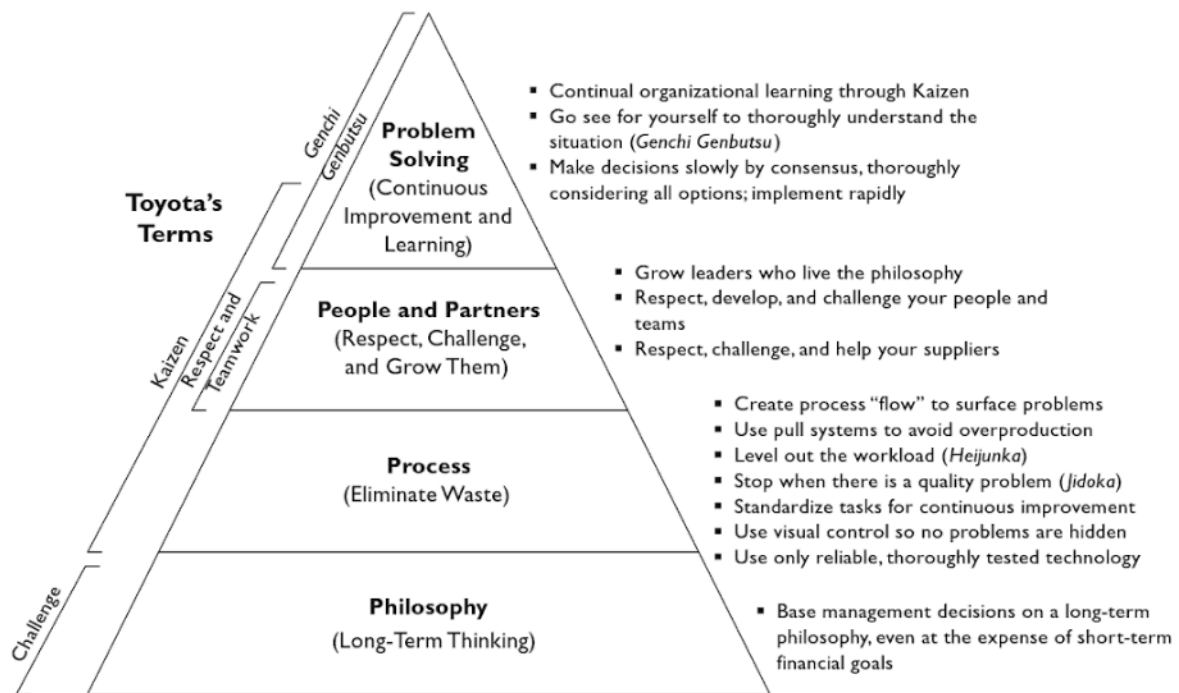 Toyota's
Terms
Genchi
Genbutsu
Kaizen
Respect and
Teamwork
Challenge
Problem
Solving
(Continuous
Improvement and
Learning)
▪ Continual organizational learning through Kaizen
▪ Go see for yourself to thoroughly understand the
situation (Genchi Genbutsu)
▪ Make decisions slowly by consensus, thoroughly
considering all options; implement rapidly
People and Partners
(Respect, Challenge,
and Grow Them)
▪ Grow leaders who live the philosophy
▪ Respect, develop, and challenge your people and
teams
▪ Respect, challenge, and help your suppliers
Process
(Eliminate Waste)
▪ Create process “flow” to surface problems
▪ Use pull systems to avoid overproduction
▪ Level out the workload (Heijunka)
▪ Stop when there is a quality problem (Jidoka)
▪ Standardize tasks for continuous improvement
▪ Use visual control so no problems are hidden
▪ Use only reliable, thoroughly tested technology
Philosophy
(Long-Term Thinking)
▪ Base management decisions on a long-term
philosophy, even at the expense of short-term
financial goals